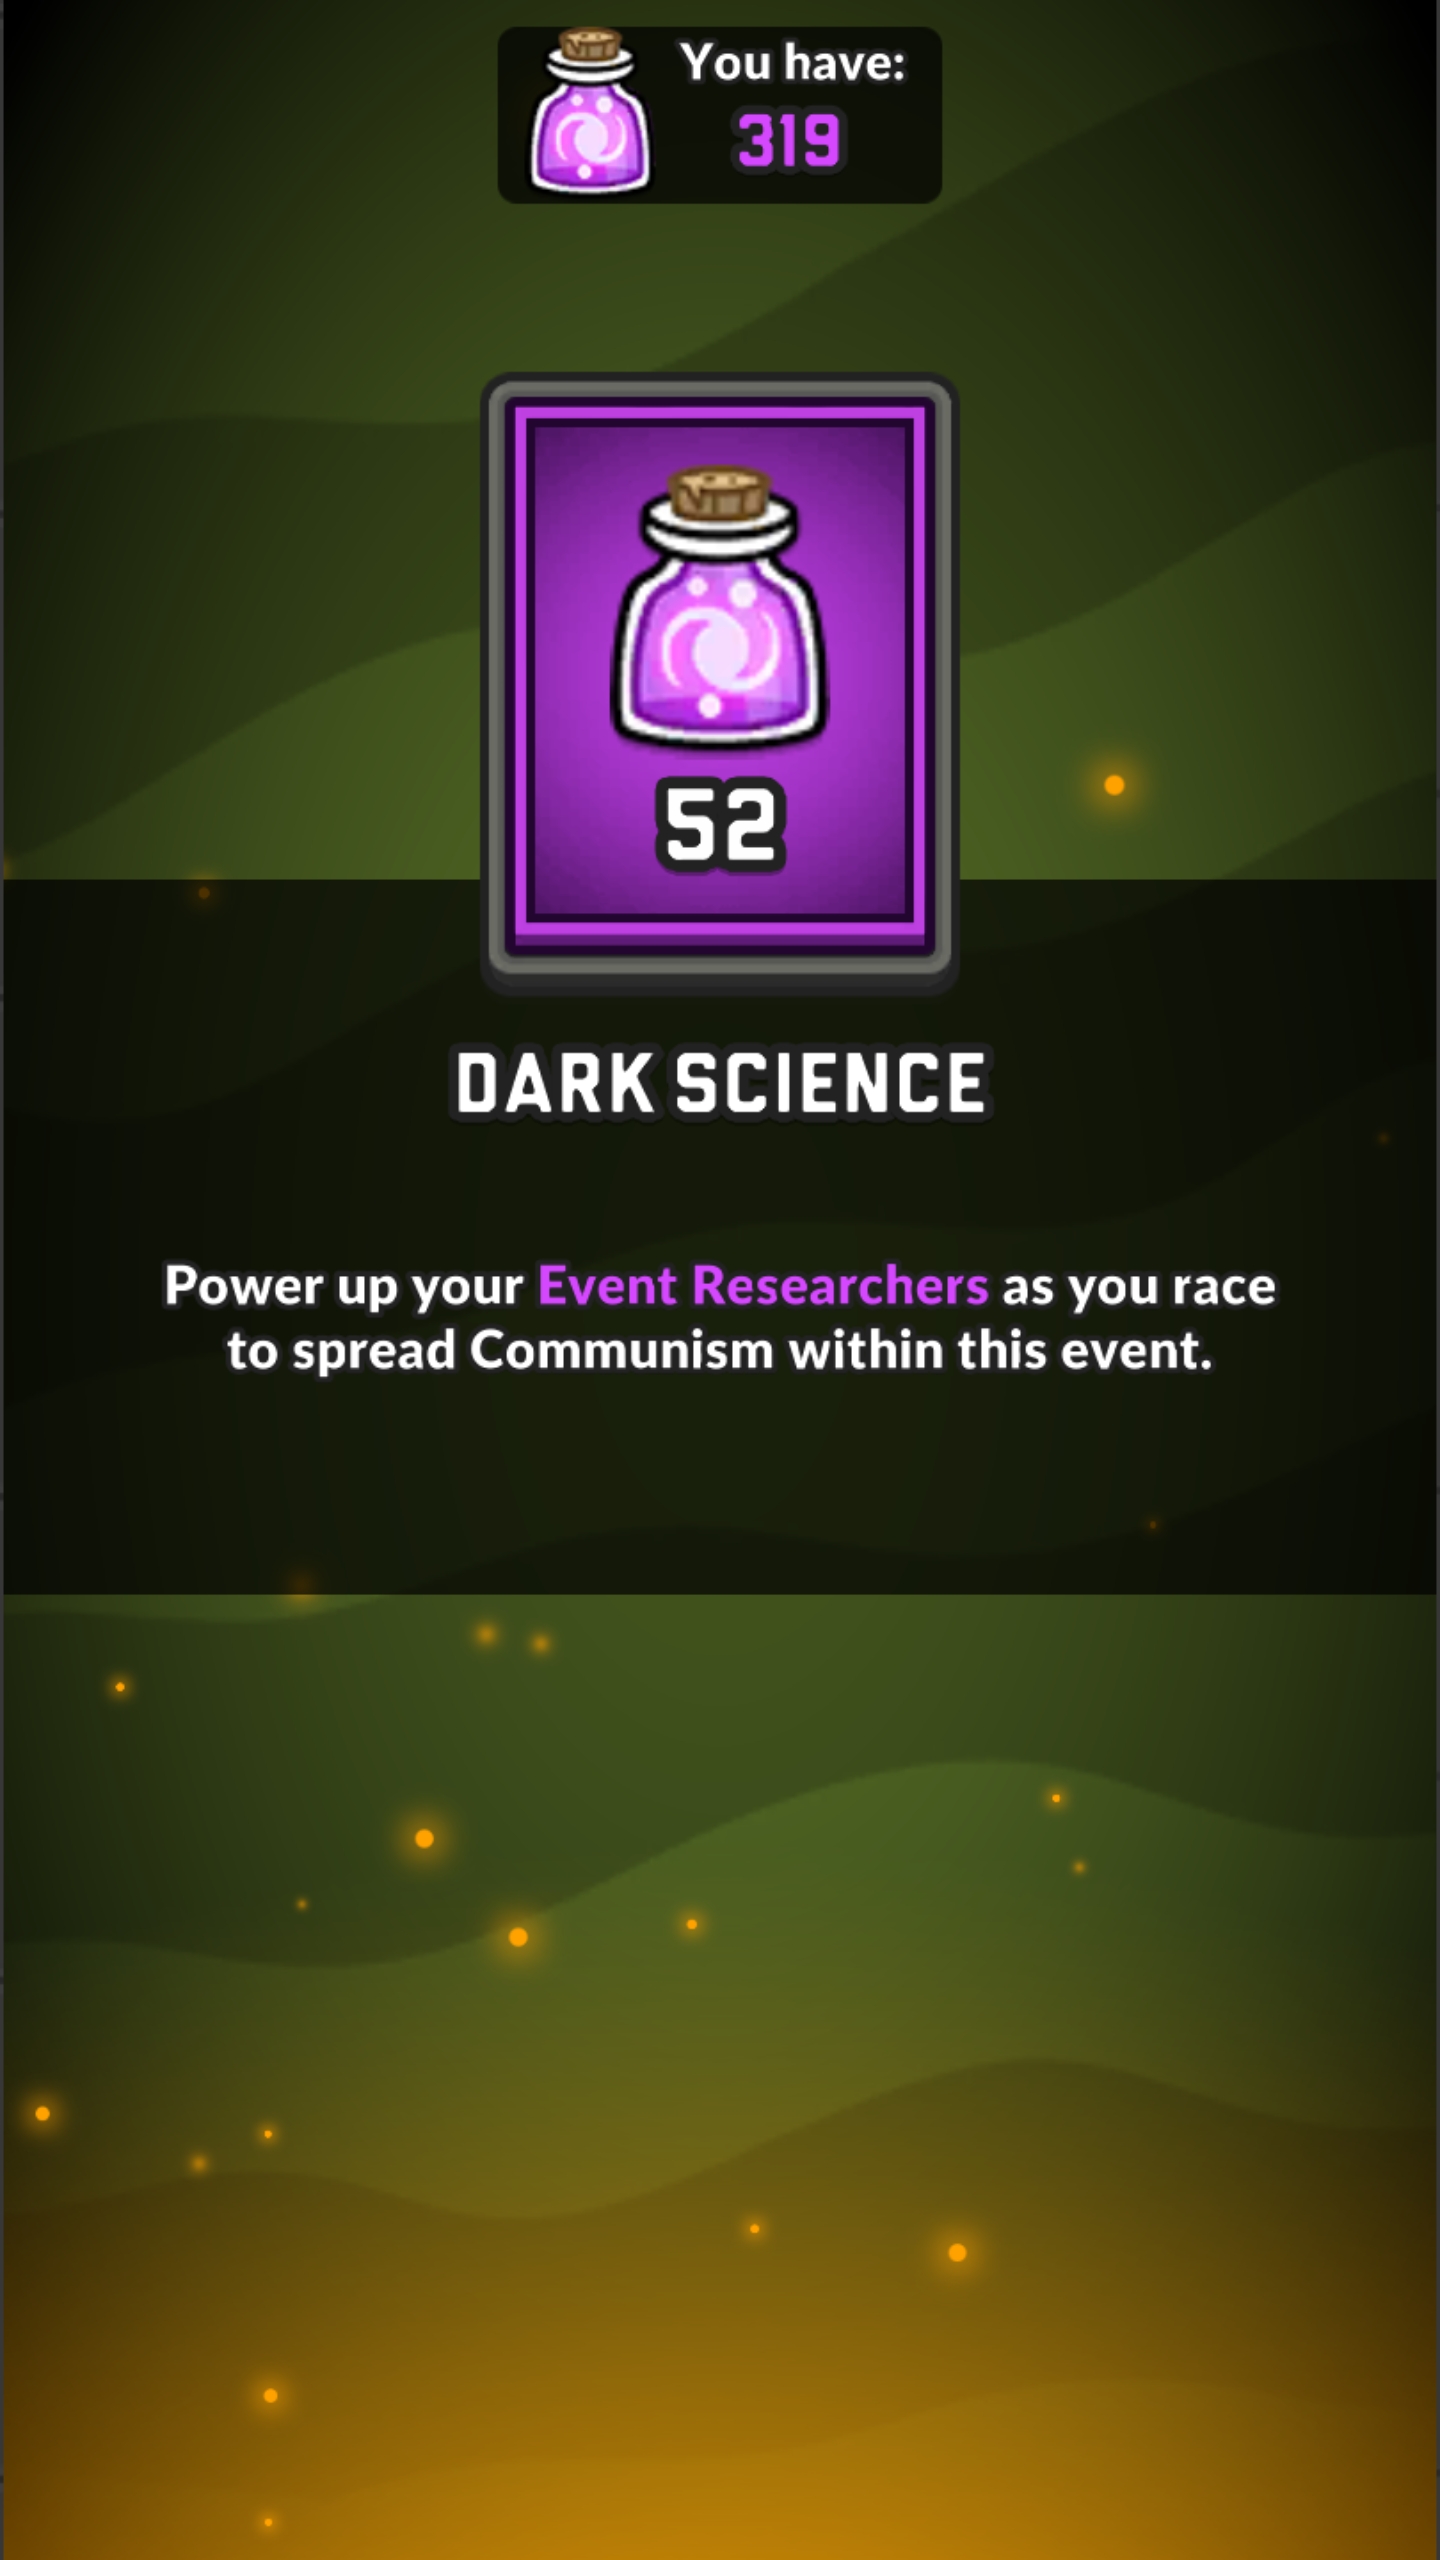 You have:
319
52
DARK SCIENCE
Power up your Event Researchers as you race
to spread Communism within this event.